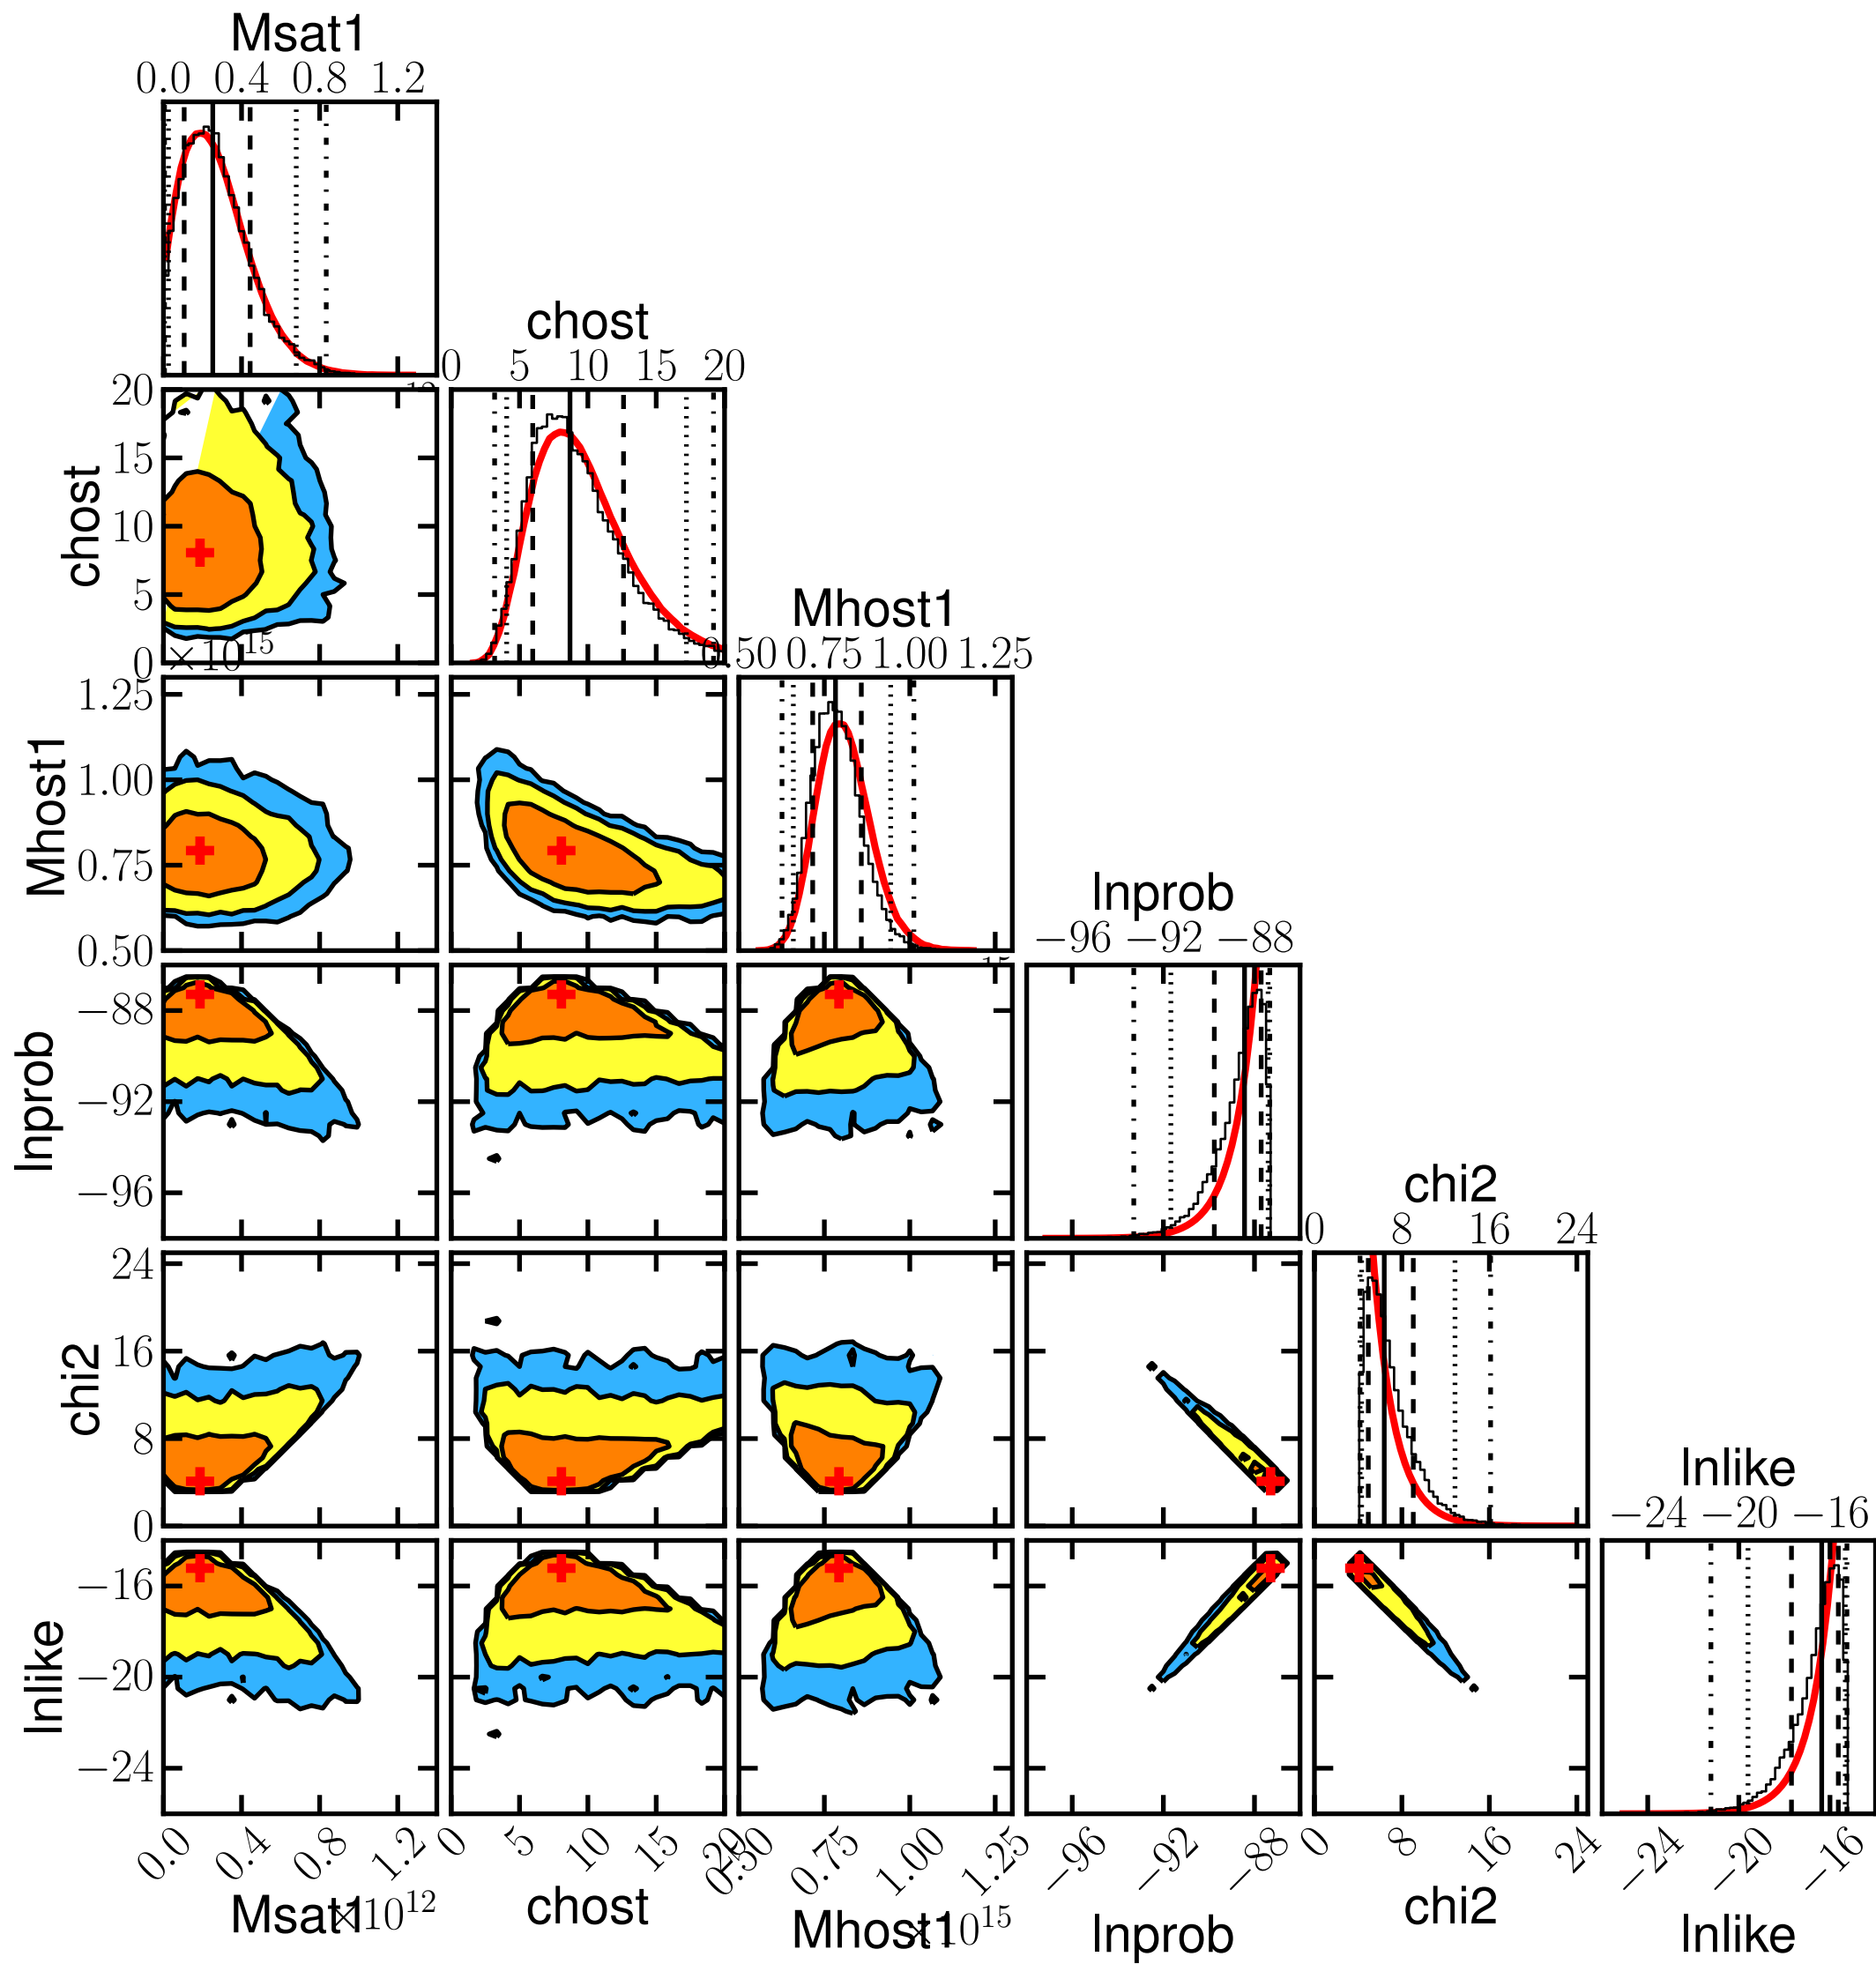 Msat1
0.0 0.4 0.8 1.2
chost
0 5 10 15 20
20
15
10
5
0
chost
Mhost1
0.50 0.75 1.00 1.25
×10^15
1.25
1.00
0.75
0.50
Mhost1
lnprob
−96 −92 −88
−88
−92
−96
lnprob
chi2
0 8 16 24
24
16
8
0
chi2
lnlike
−24 −20 −16
−16
−20
−24
lnlike
0.0 0.4 0.8 1.2
0 5 10 15 20
0.50 0.75 1.00 1.25
−96 −92 −88
0 8 16 24
−24 −20 −16
Msat1 ×10^12
chost
Mhost1 ×10^15
lnprob
chi2
lnlike